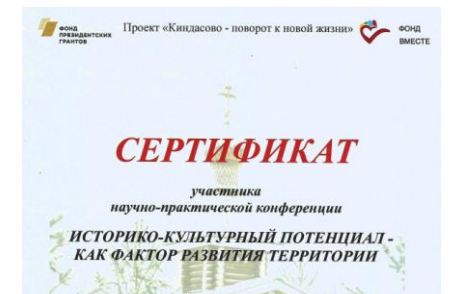 ФОНД
ПРЕЗИДЕНТСКИХ
ГРАНТОВ
Проект «Киндасово - поворот к новой жизни»
ФОНД
ВМЕСТЕ
СЕРТИФИКАТ
участника
научно-практической конференции
ИСТОРИКО-КУЛЬТУРНЫЙ ПОТЕНЦИАЛ -
КАК ФАКТОР РАЗВИТИЯ ТЕРРИТОРИИ